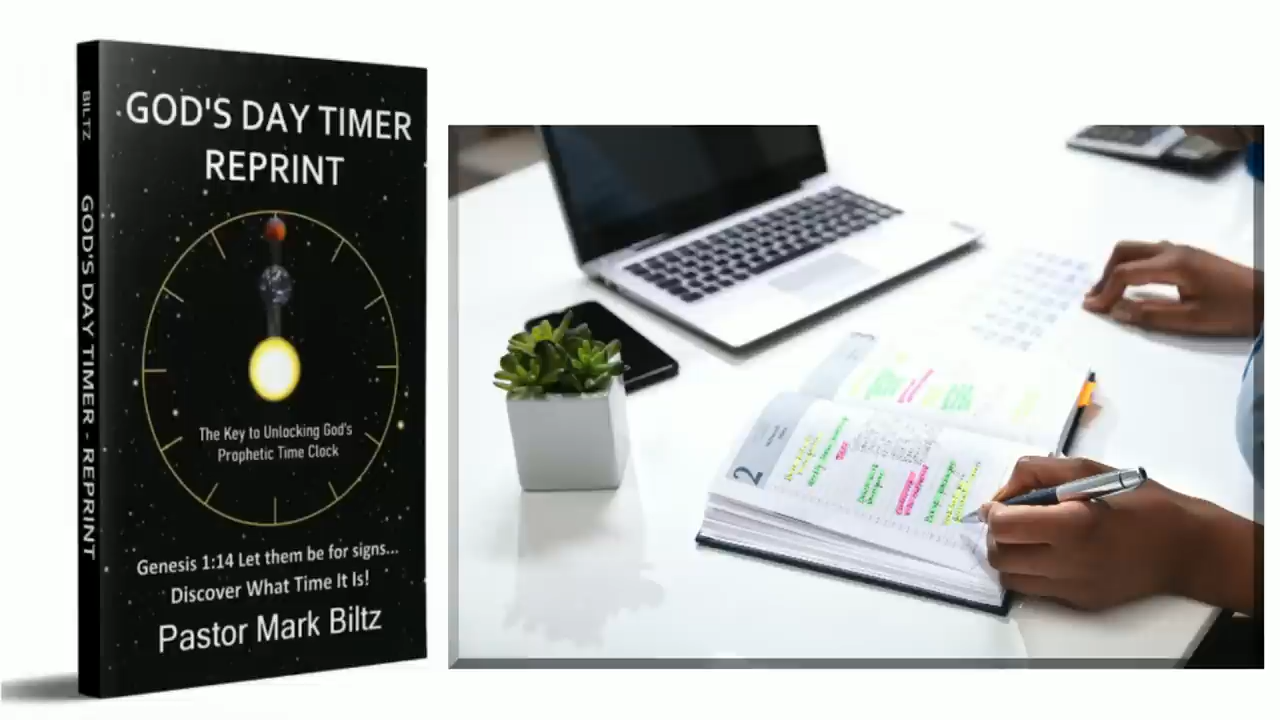 BILTZ
GOD'S DAY TIMER - REPRINT
GOD'S DAY TIMER
REPRINT
The Key to Unlocking God's
Prophetic Time Clock
Genesis 1:14 Let them be for signs...
Discover What Time It Is!
Pastor Mark Biltz
2